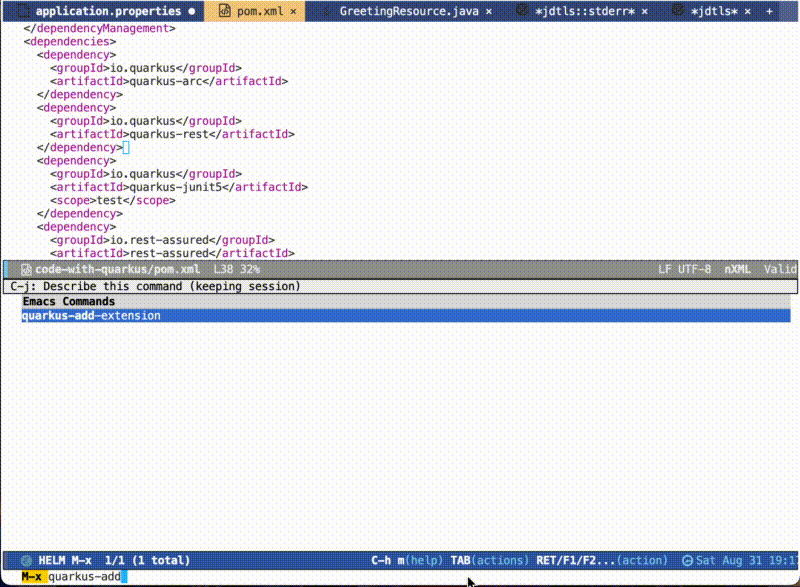 application.properties ● pom.xml × GreetingResource.java × *jdtls::stderr* × *jdtls* × +
</dependencyManagement>
<dependencies>
<dependency>
<groupId>io.quarkus</groupId>
<artifactId>quarkus-arc</artifactId>
</dependency>
<dependency>
<groupId>io.quarkus</groupId>
<artifactId>quarkus-rest</artifactId>
</dependency>
<dependency>
<groupId>io.quarkus</groupId>
<artifactId>quarkus-junit5</artifactId>
<scope>test</scope>
</dependency>
<dependency>
<groupId>io.rest-assured</groupId>
<artifactId>rest-assured</artifactId>
code-with-quarkus/pom.xml L38 32% LF UTF-8 nXML Valid
C-j: Describe this command (keeping session)
Emacs Commands
quarkus-add-extension
HELM M-x 1/1 (1 total) C-h m(help) TAB(actions) RET/F1/F2...(action) Sat Aug 31 19:1
M-x quarkus-add